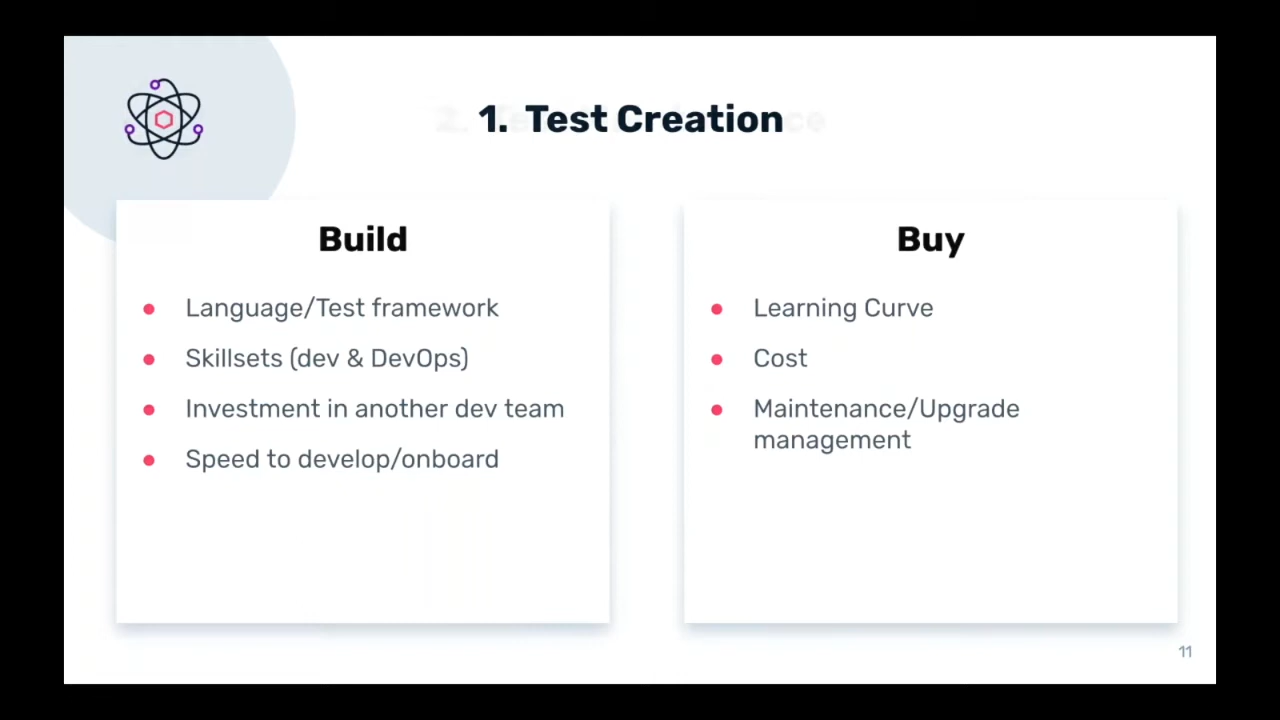 1. Test Creation
Build
Language/Test framework
Skillsets (dev & DevOps)
Investment in another dev team
Speed to develop/onboard
Buy
Learning Curve
Cost
Maintenance/Upgrade
management
11